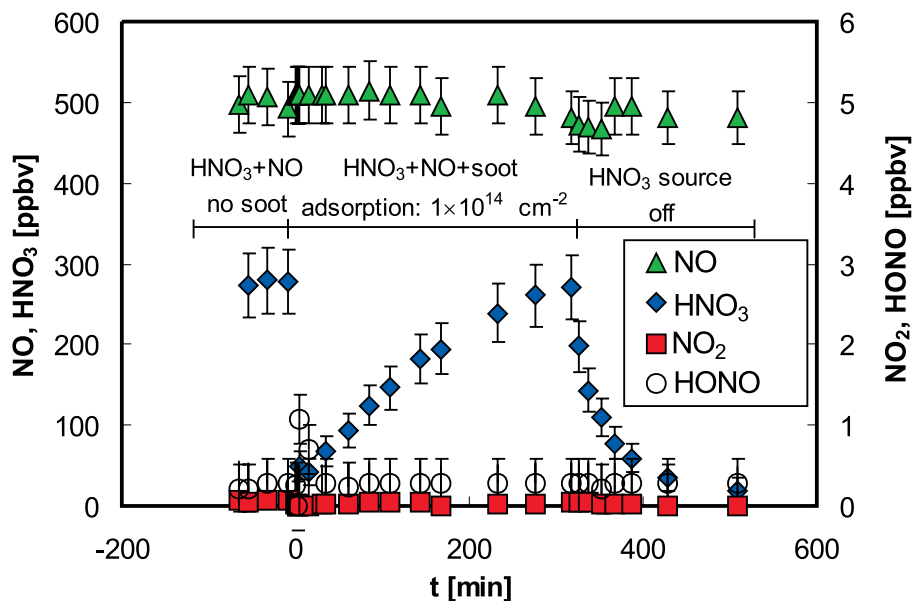 600
500
400
300
200
100
0
NO, HNO₃ [ppbv]
6
5
4
3
2
1
0
NO₂, HONO [ppbv]
HNO₃+NO
HNO₃+NO+soot
HNO₃ source
no soot
adsorption: 1×10¹⁴ cm⁻²
off
NO
HNO₃
NO₂
HONO
-200
0
200
400
600
t [min]